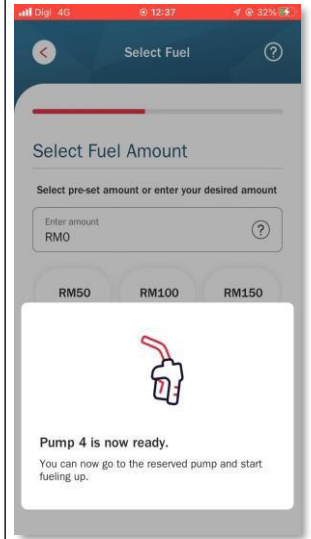 Digi 4G 12:37 32%
Select Fuel ?
Select Fuel Amount
Select pre-set amount or enter your desired amount
Enter amount
RM0 ?
RM50 RM100 RM150
Pump 4 is now ready.
You can now go to the reserved pump and start
fueling up.